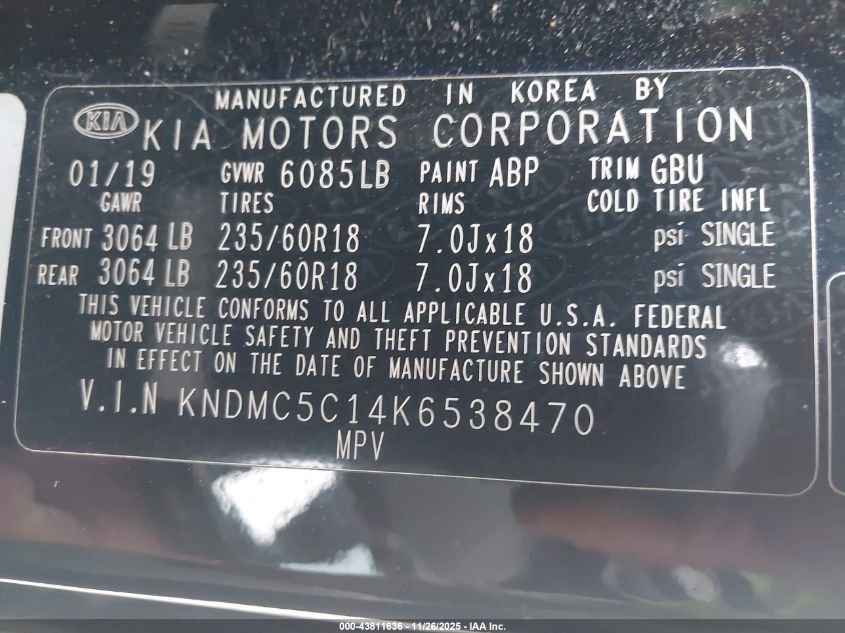 MANUFACTURED IN KOREA BY
KIA KIA MOTORS CORPORATION
01/19 GVWR 6085LB PAINT ABP TRIM GBU
GAWR TIRES RIMS COLD TIRE INFL
FRONT 3064 LB 235/60R18 7.0Jx18 psi SINGLE
REAR 3064 LB 235/60R18 7.0Jx18 psi SINGLE
THIS VEHICLE CONFORMS TO ALL APPLICABLE U.S.A. FEDERAL
MOTOR VEHICLE SAFETY AND THEFT PREVENTION STANDARDS
IN EFFECT ON THE DATE OF MANUFACTURE SHOWN ABOVE
V.I.N KNDMC5C14K6538470
MPV
000-43811636 - 11/26/2025 - IAA Inc.